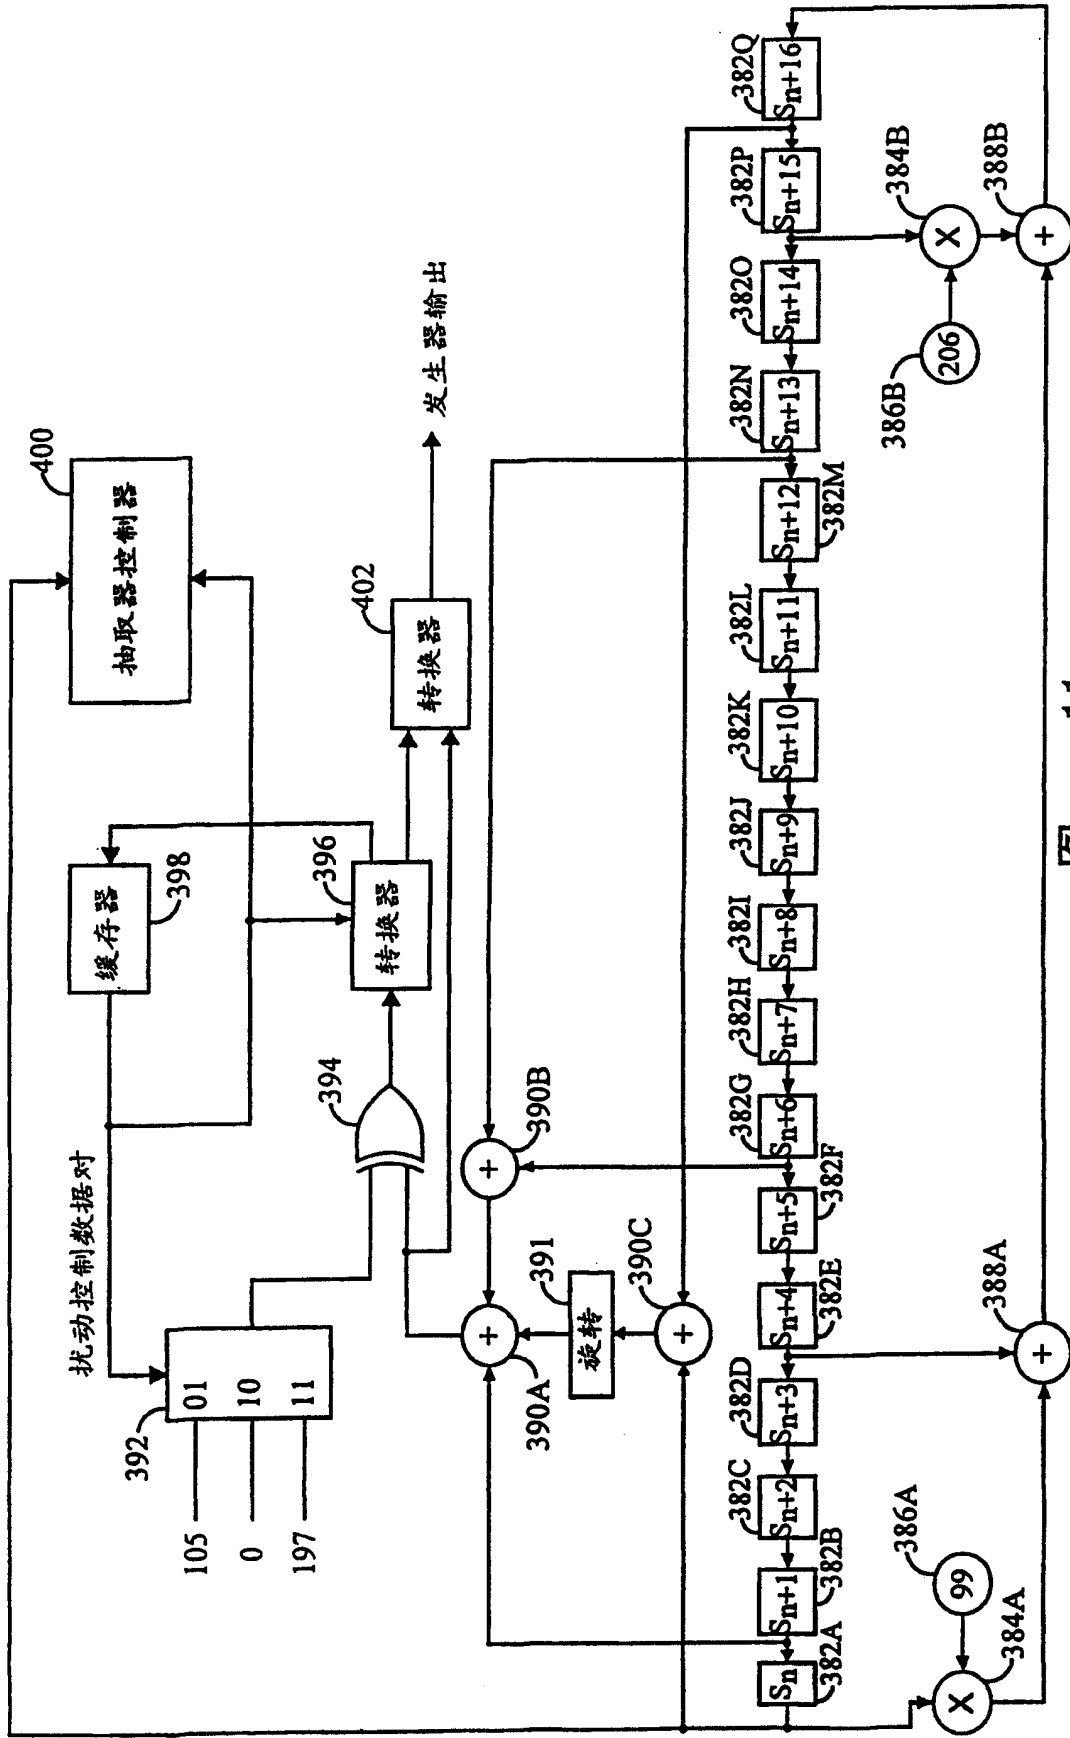 400
抽取器控制器
402
转换器
发生器输出
缓存器
398
396
转换器
扰动控制数据对
394
392
01
10
11
105
0
197
390B
390A
391
旋转
390C
382A
Sn
382B
Sn+1
382C
Sn+2
382D
Sn+3
382E
Sn+4
382F
Sn+5
382G
Sn+6
382H
Sn+7
382I
Sn+8
382J
Sn+9
382K
Sn+10
382L
Sn+11
382M
Sn+12
382N
Sn+13
382O
Sn+14
382P
Sn+15
382Q
Sn+16
+
+
+
386A
99
X
384A
388A
+
386B
206
X
384B
388B
+